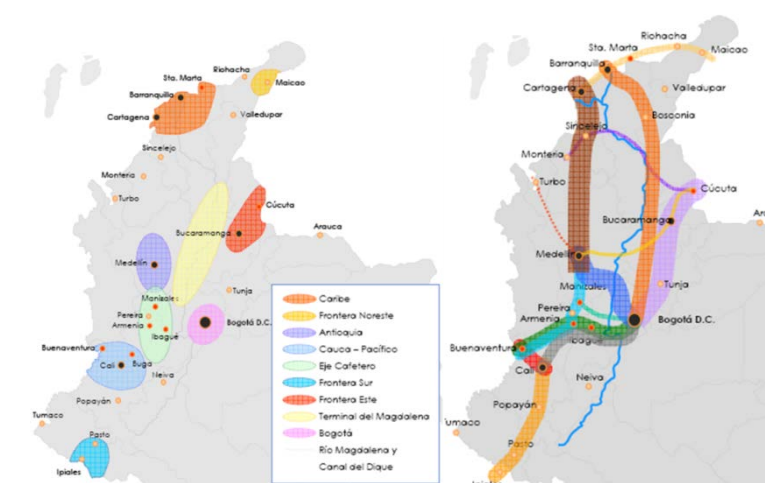 Riohacha
Sta. Marta
Maicao
Barranquilla
Cartagena
Valledupar
Sincelejo
Montería
Turbo
Cúcuta
Bucaramanga
Arauca
Medellín
Tunja
Manizales
Pereira
Armenia
Ibagué
Bogotá D.C.
Buenaventura
Buga
Cali
Neiva
Popayán
Tumaco
Pasto
Ipiales
Caribe
Frontera Noreste
Antioquia
Cauca – Pacífico
Eje Cafetero
Frontera Sur
Frontera Este
Terminal del Magdalena
Bogotá
Río Magdalena y
Canal del Dique
Riohacha
Sta. Marta
Maicao
Barranquilla
Cartagena
Valledupar
Bosconia
Sincelejo
Montería
Turbo
Cúcuta
Bucaramanga
Medellín
Manizales
Tunja
Pereira
Armenia
Bogotá D.C.
Ibagué
Buenaventura
Cali
Neiva
Popayán
Tumaco
Pasto